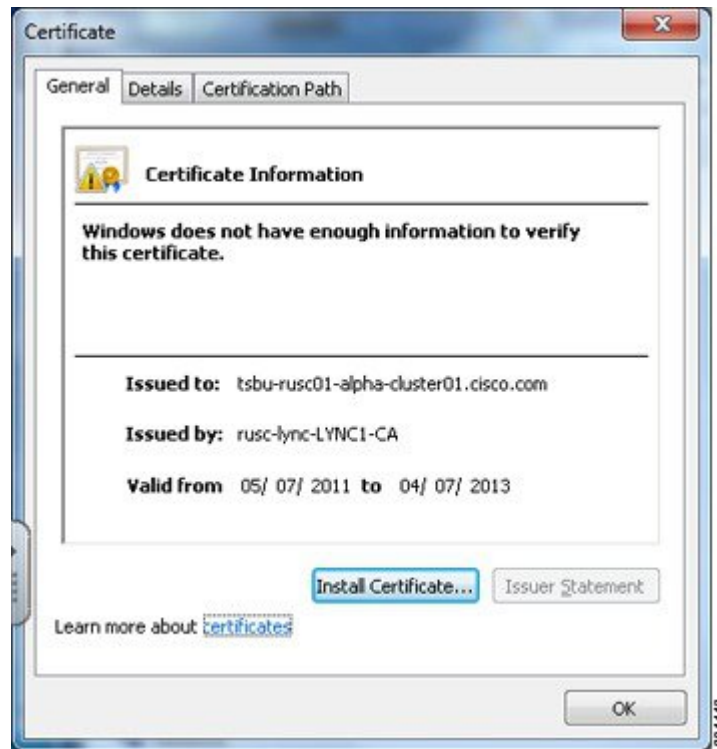 Certificate
General Details Certification Path
Certificate Information
Windows does not have enough information to verify
this certificate.
Issued to: tsbu-rusc01-alpha-cluster01.cisco.com
Issued by: rusc-lync-LYNC1-CA
Valid from 05/ 07/ 2011 to 04/ 07/ 2013
Install Certificate... Issuer Statement
Learn more about certificates
OK